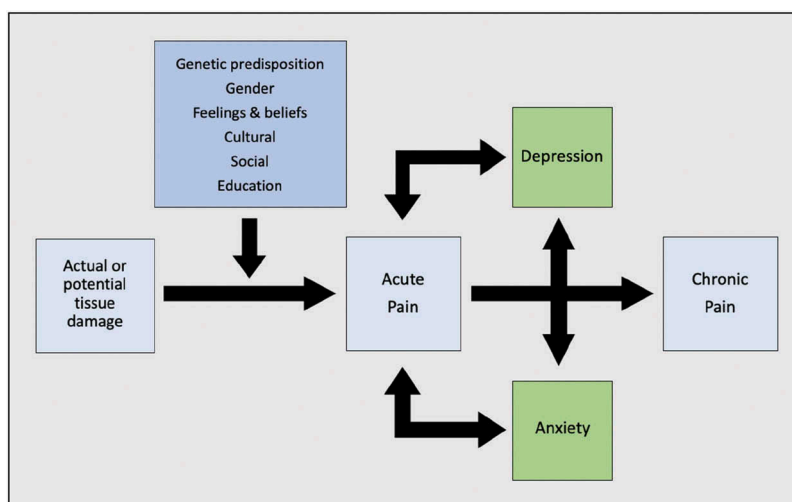 Genetic predisposition
Gender
Feelings & beliefs
Cultural
Social
Education
Depression
Actual or
potential
tissue
damage
Acute
Pain
Chronic
Pain
Anxiety